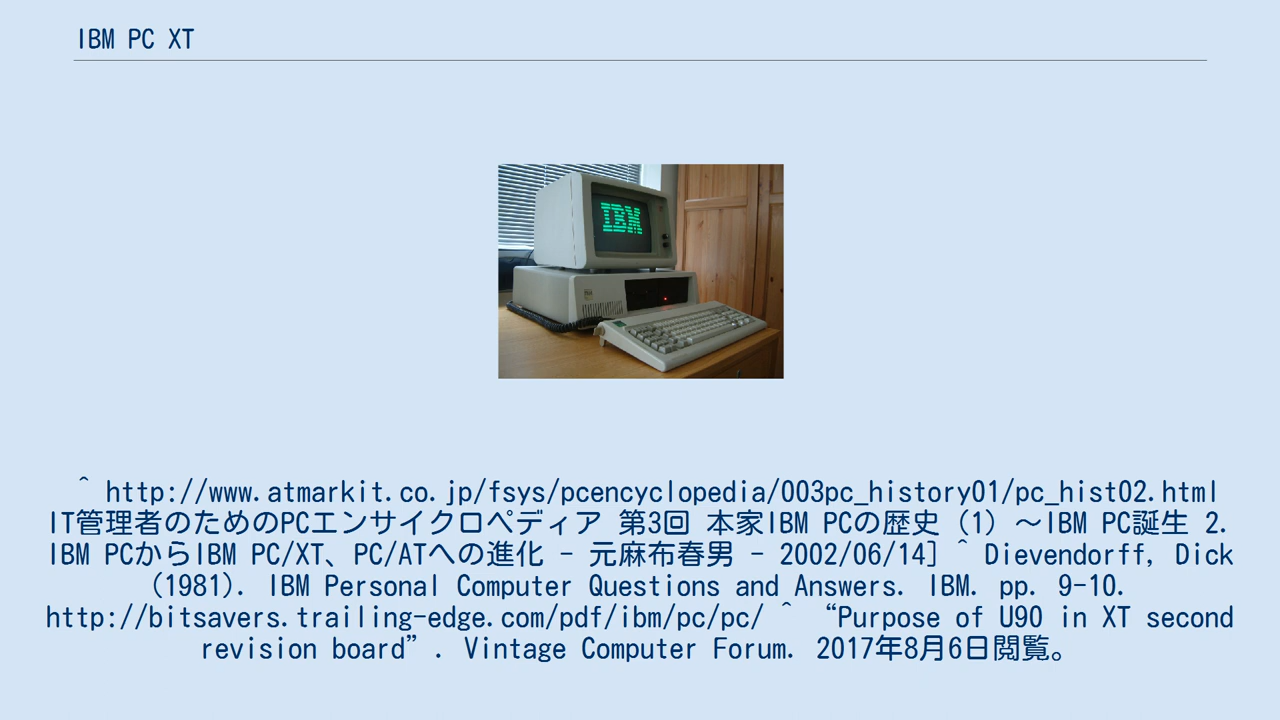 IBM PC XT
IBM
^ http://www.atmarkit.co.jp/fsys/pcencyclopedia/003pc_history01/pc_hist02.html
IT管理者のためのPCエンサイクロペディア 第3回 本家IBM PCの歴史（1）～IBM PC誕生 2.
IBM PCからIBM PC/XT、PC/ATへの進化 - 元麻布春男 - 2002/06/14] ^ Dievendorff, Dick
(1981). IBM Personal Computer Questions and Answers. IBM. pp. 9-10.
http://bitsavers.trailing-edge.com/pdf/ibm/pc/pc/ ^ “Purpose of U90 in XT second
revision board”. Vintage Computer Forum. 2017年8月6日閲覧。